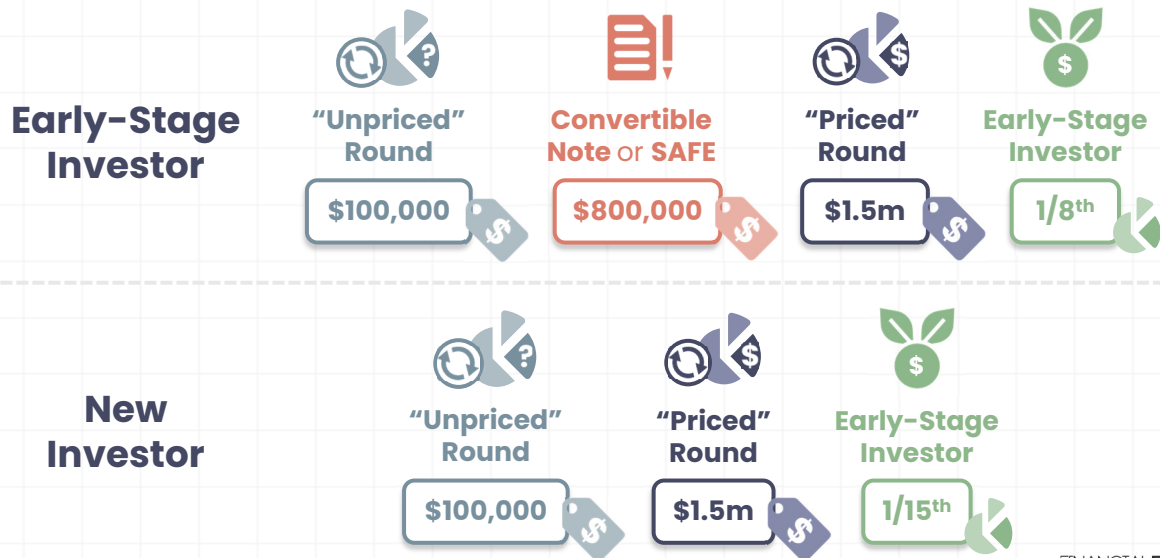 Early-Stage
Investor
“Unpriced”
Round
$100,000
Convertible
Note or SAFE
$800,000
“Priced”
Round
$1.5m
Early-Stage
Investor
1/8th
New
Investor
“Unpriced”
Round
$100,000
“Priced”
Round
$1.5m
Early-Stage
Investor
1/15th